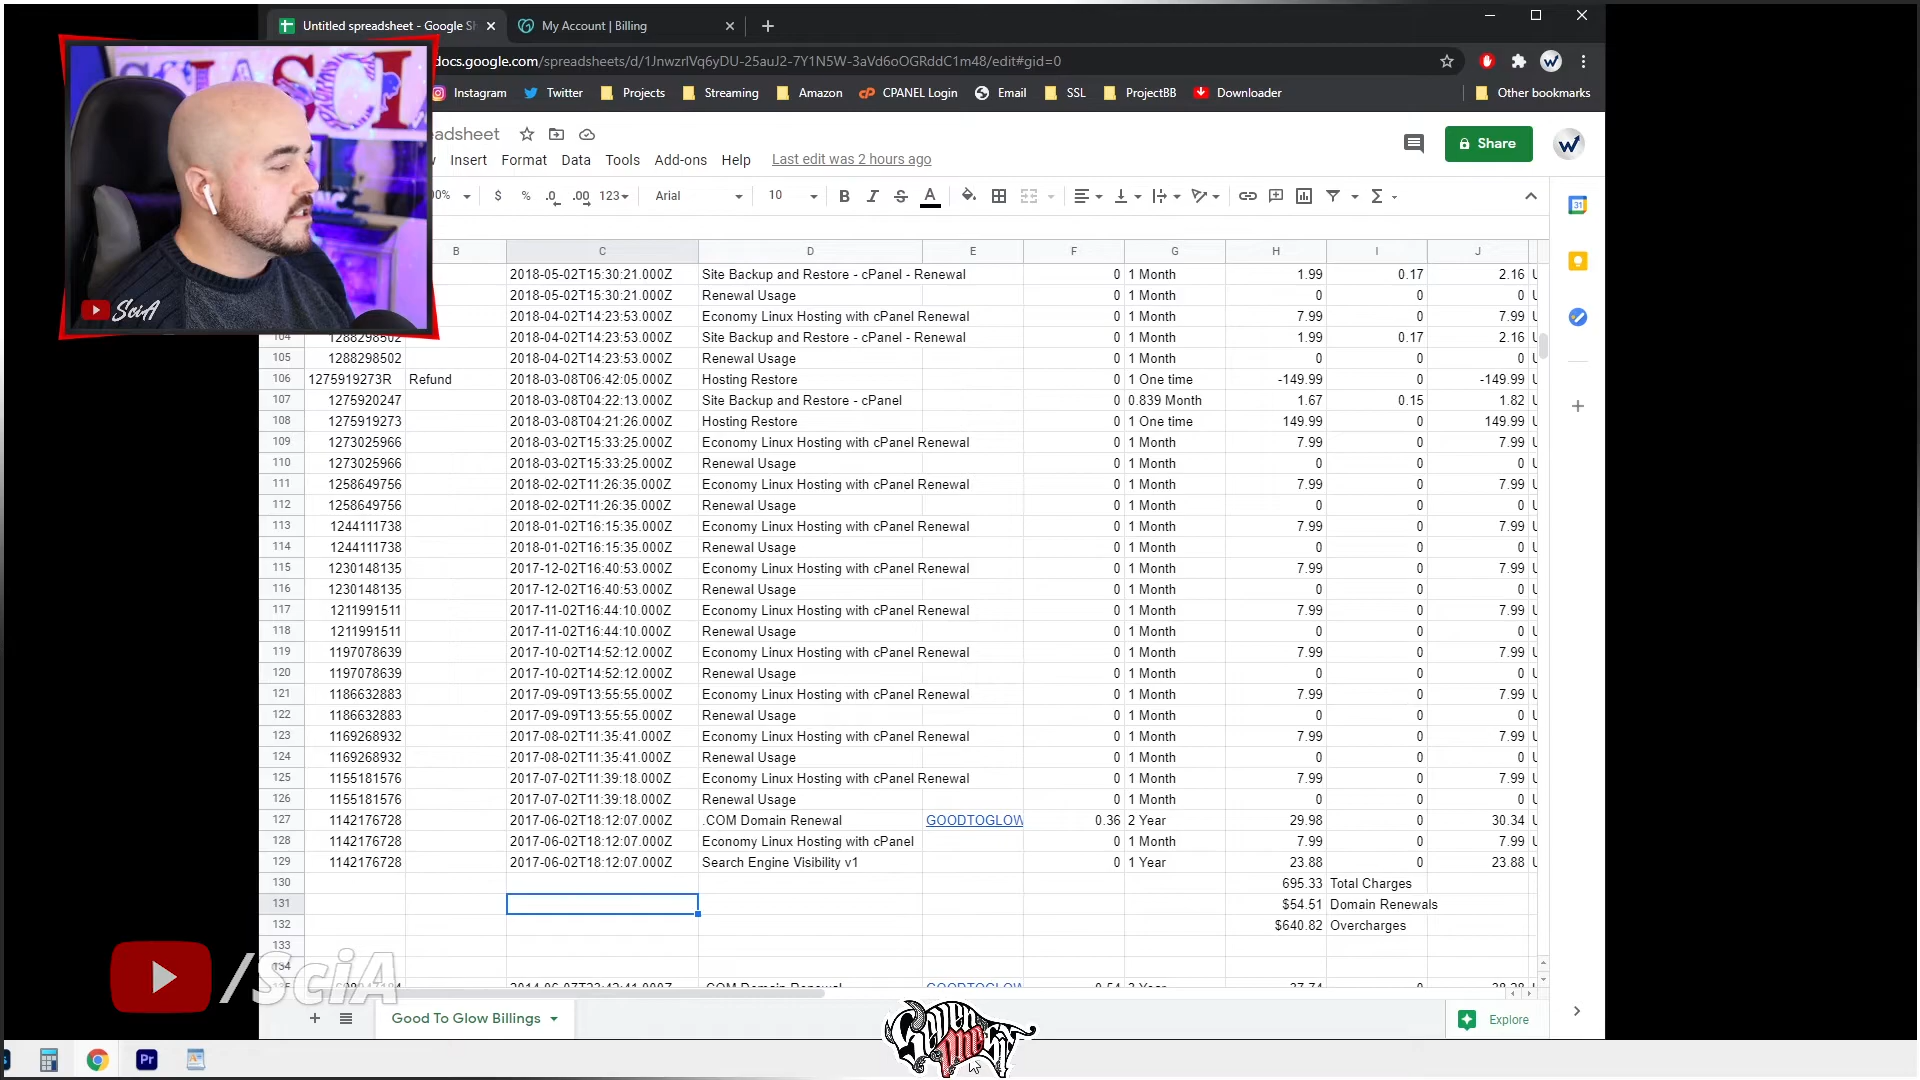 Untitled spreadsheet - Google Sh
My Account | Billing
docs.google.com/spreadsheets/d/1JnwzrlVq6yDU-25auJ2-7Y1N5W-3aVd6oOGRddC1m48/edit#gid=0
Instagram Twitter Projects Streaming Amazon CPANEL Login Email SSL ProjectBB Downloader Other bookmarks
eadsheet
Share
Insert Format Data Tools Add-ons Help Last edit was 2 hours ago
00% $ % .0 .00 123 Arial 10 B I S A
B C D E F G H I J
2018-05-02T15:30:21.000Z Site Backup and Restore - cPanel - Renewal 0 1 Month 1.99 0.17 2.16 U
2018-05-02T15:30:21.000Z Renewal Usage 0 1 Month 0 0 0 U
2018-04-02T14:23:53.000Z Economy Linux Hosting with cPanel Renewal 0 1 Month 7.99 0 7.99 U
104 1288298502 2018-04-02T14:23:53.000Z Site Backup and Restore - cPanel - Renewal 0 1 Month 1.99 0.17 2.16 U
105 1288298502 2018-04-02T14:23:53.000Z Renewal Usage 0 1 Month 0 0 0 U
106 1275919273R Refund 2018-03-08T06:42:05.000Z Hosting Restore 0 1 One time -149.99 0 -149.99 U
107 1275920247 2018-03-08T04:22:13.000Z Site Backup and Restore - cPanel 0 0.839 Month 1.67 0.15 1.82 U
108 1275919273 2018-03-08T04:21:26.000Z Hosting Restore 0 1 One time 149.99 0 149.99 U
109 1273025966 2018-03-02T15:33:25.000Z Economy Linux Hosting with cPanel Renewal 0 1 Month 7.99 0 7.99 U
110 1273025966 2018-03-02T15:33:25.000Z Renewal Usage 0 1 Month 0 0 0 U
111 1258649756 2018-02-02T11:26:35.000Z Economy Linux Hosting with cPanel Renewal 0 1 Month 7.99 0 7.99 U
112 1258649756 2018-02-02T11:26:35.000Z Renewal Usage 0 1 Month 0 0 0 U
113 1244111738 2018-01-02T16:15:35.000Z Economy Linux Hosting with cPanel Renewal 0 1 Month 7.99 0 7.99 U
114 1244111738 2018-01-02T16:15:35.000Z Renewal Usage 0 1 Month 0 0 0 U
115 1230148135 2017-12-02T16:40:53.000Z Economy Linux Hosting with cPanel Renewal 0 1 Month 7.99 0 7.99 U
116 1230148135 2017-12-02T16:40:53.000Z Renewal Usage 0 1 Month 0 0 0 U
117 1211991511 2017-11-02T16:44:10.000Z Economy Linux Hosting with cPanel Renewal 0 1 Month 7.99 0 7.99 U
118 1211991511 2017-11-02T16:44:10.000Z Renewal Usage 0 1 Month 0 0 0 U
119 1197078639 2017-10-02T14:52:12.000Z Economy Linux Hosting with cPanel Renewal 0 1 Month 7.99 0 7.99 U
120 1197078639 2017-10-02T14:52:12.000Z Renewal Usage 0 1 Month 0 0 0 U
121 1186632883 2017-09-09T13:55:55.000Z Economy Linux Hosting with cPanel Renewal 0 1 Month 7.99 0 7.99 U
122 1186632883 2017-09-09T13:55:55.000Z Renewal Usage 0 1 Month 0 0 0 U
123 1169268932 2017-08-02T11:35:41.000Z Economy Linux Hosting with cPanel Renewal 0 1 Month 7.99 0 7.99 U
124 1169268932 2017-08-02T11:35:41.000Z Renewal Usage 0 1 Month 0 0 0 U
125 1155181576 2017-07-02T11:39:18.000Z Economy Linux Hosting with cPanel Renewal 0 1 Month 7.99 0 7.99 U
126 1155181576 2017-07-02T11:39:18.000Z Renewal Usage 0 1 Month 0 0 0 U
127 1142176728 2017-06-02T18:12:07.000Z .COM Domain Renewal GOODTOGLOW 0.36 2 Year 29.98 0 30.34 U
128 1142176728 2017-06-02T18:12:07.000Z Economy Linux Hosting with cPanel 0 1 Month 7.99 0 7.99 U
129 1142176728 2017-06-02T18:12:07.000Z Search Engine Visibility v1 0 1 Year 23.88 0 23.88 U
130 695.33 Total Charges
131 $54.51 Domain Renewals
132 $640.82 Overcharges
133
134
2014-06-07T23:42:41.000Z .COM Domain Renewal GOODTOGLOW 0.54 3 Year 37.74 0 38.28 U
Good To Glow Billings
Explore
SciA
/SciA
Pr